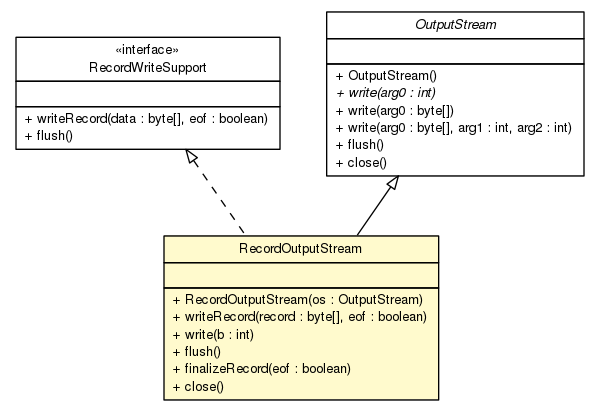 «interface»
RecordWriteSupport
+ writeRecord(data : byte[], eof : boolean)
+ flush()
OutputStream
+ OutputStream()
+ write(arg0 : int)
+ write(arg0 : byte[])
+ write(arg0 : byte[], arg1 : int, arg2 : int)
+ flush()
+ close()
RecordOutputStream
+ RecordOutputStream(os : OutputStream)
+ writeRecord(record : byte[], eof : boolean)
+ write(b : int)
+ flush()
+ finalizeRecord(eof : boolean)
+ close()